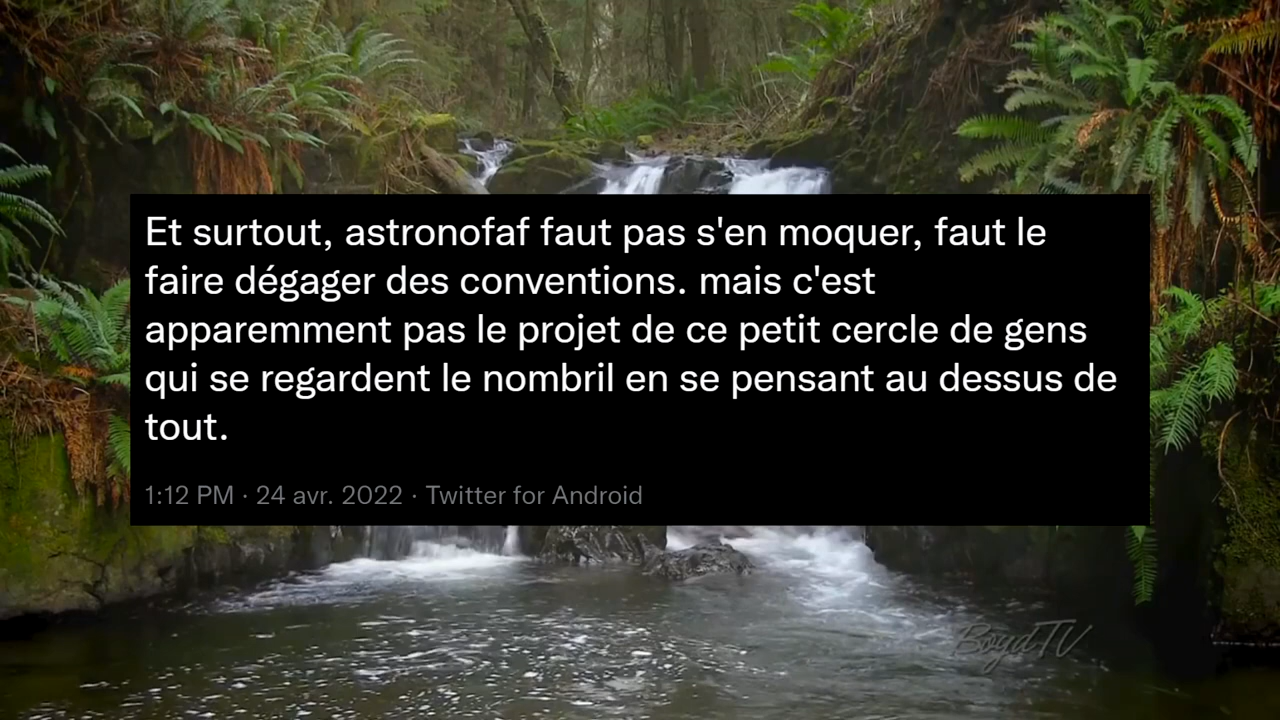 Et surtout, astronofaf faut pas s'en moquer, faut le
faire dégager des conventions. mais c'est
apparemment pas le projet de ce petit cercle de gens
qui se regardent le nombril en se pensant au dessus de
tout.
1:12 PM · 24 avr. 2022 · Twitter for Android
BoydTV